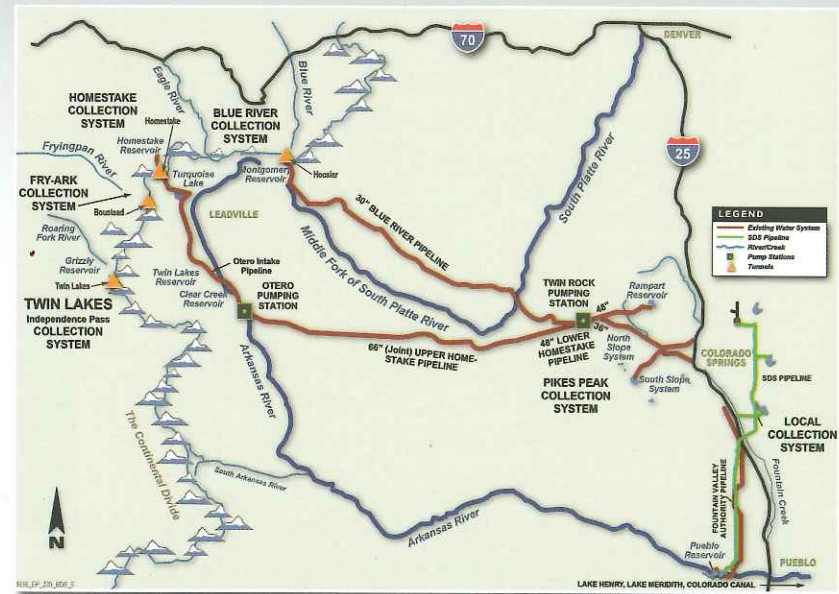 70
DENVER
HOMESTAKE
COLLECTION
SYSTEM
Eagle River
BLUE RIVER
COLLECTION
SYSTEM
Blue River
Homestake
Homestake
Reservoir
Fryingpan River
Turquoise
Lake
Montgomery
Reservoir
Hoosier
25
South Platte River
FRY-ARK
COLLECTION
SYSTEM
Boustead
LEADVILLE
30" BLUE RIVER PIPELINE
Middle Fork of South Platte River
LEGEND
Existing Water System
SDS Pipeline
River/Creek
Pump Stations
Tunnels
Roaring
Fork River
Grizzly
Reservoir
Twin Lakes
TWIN LAKES
Independence Pass
COLLECTION
SYSTEM
Otero Intake
Pipeline
Twin Lakes
Reservoir
Clear Creek
Reservoir
OTERO
PUMPING
STATION
TWIN ROCK
PUMPING
STATION
48"
36"
Rampart
Reservoir
North
Slope
System
66" (Joint) UPPER HOME-
STAKE PIPELINE
48" LOWER
HOMESTAKE
PIPELINE
COLORADO
SPRINGS
SDS PIPELINE
PIKES PEAK
COLLECTION
SYSTEM
South Slope
System
LOCAL
COLLECTION
SYSTEM
Arkansas River
The Continental Divide
South Arkansas River
Arkansas River
FOUNTAIN VALLEY
AUTHORITY PIPELINE
Fountain Creek
N
Pueblo
Reservoir
PUEBLO
LAKE HENRY, LAKE MEREDITH, COLORADO CANAL